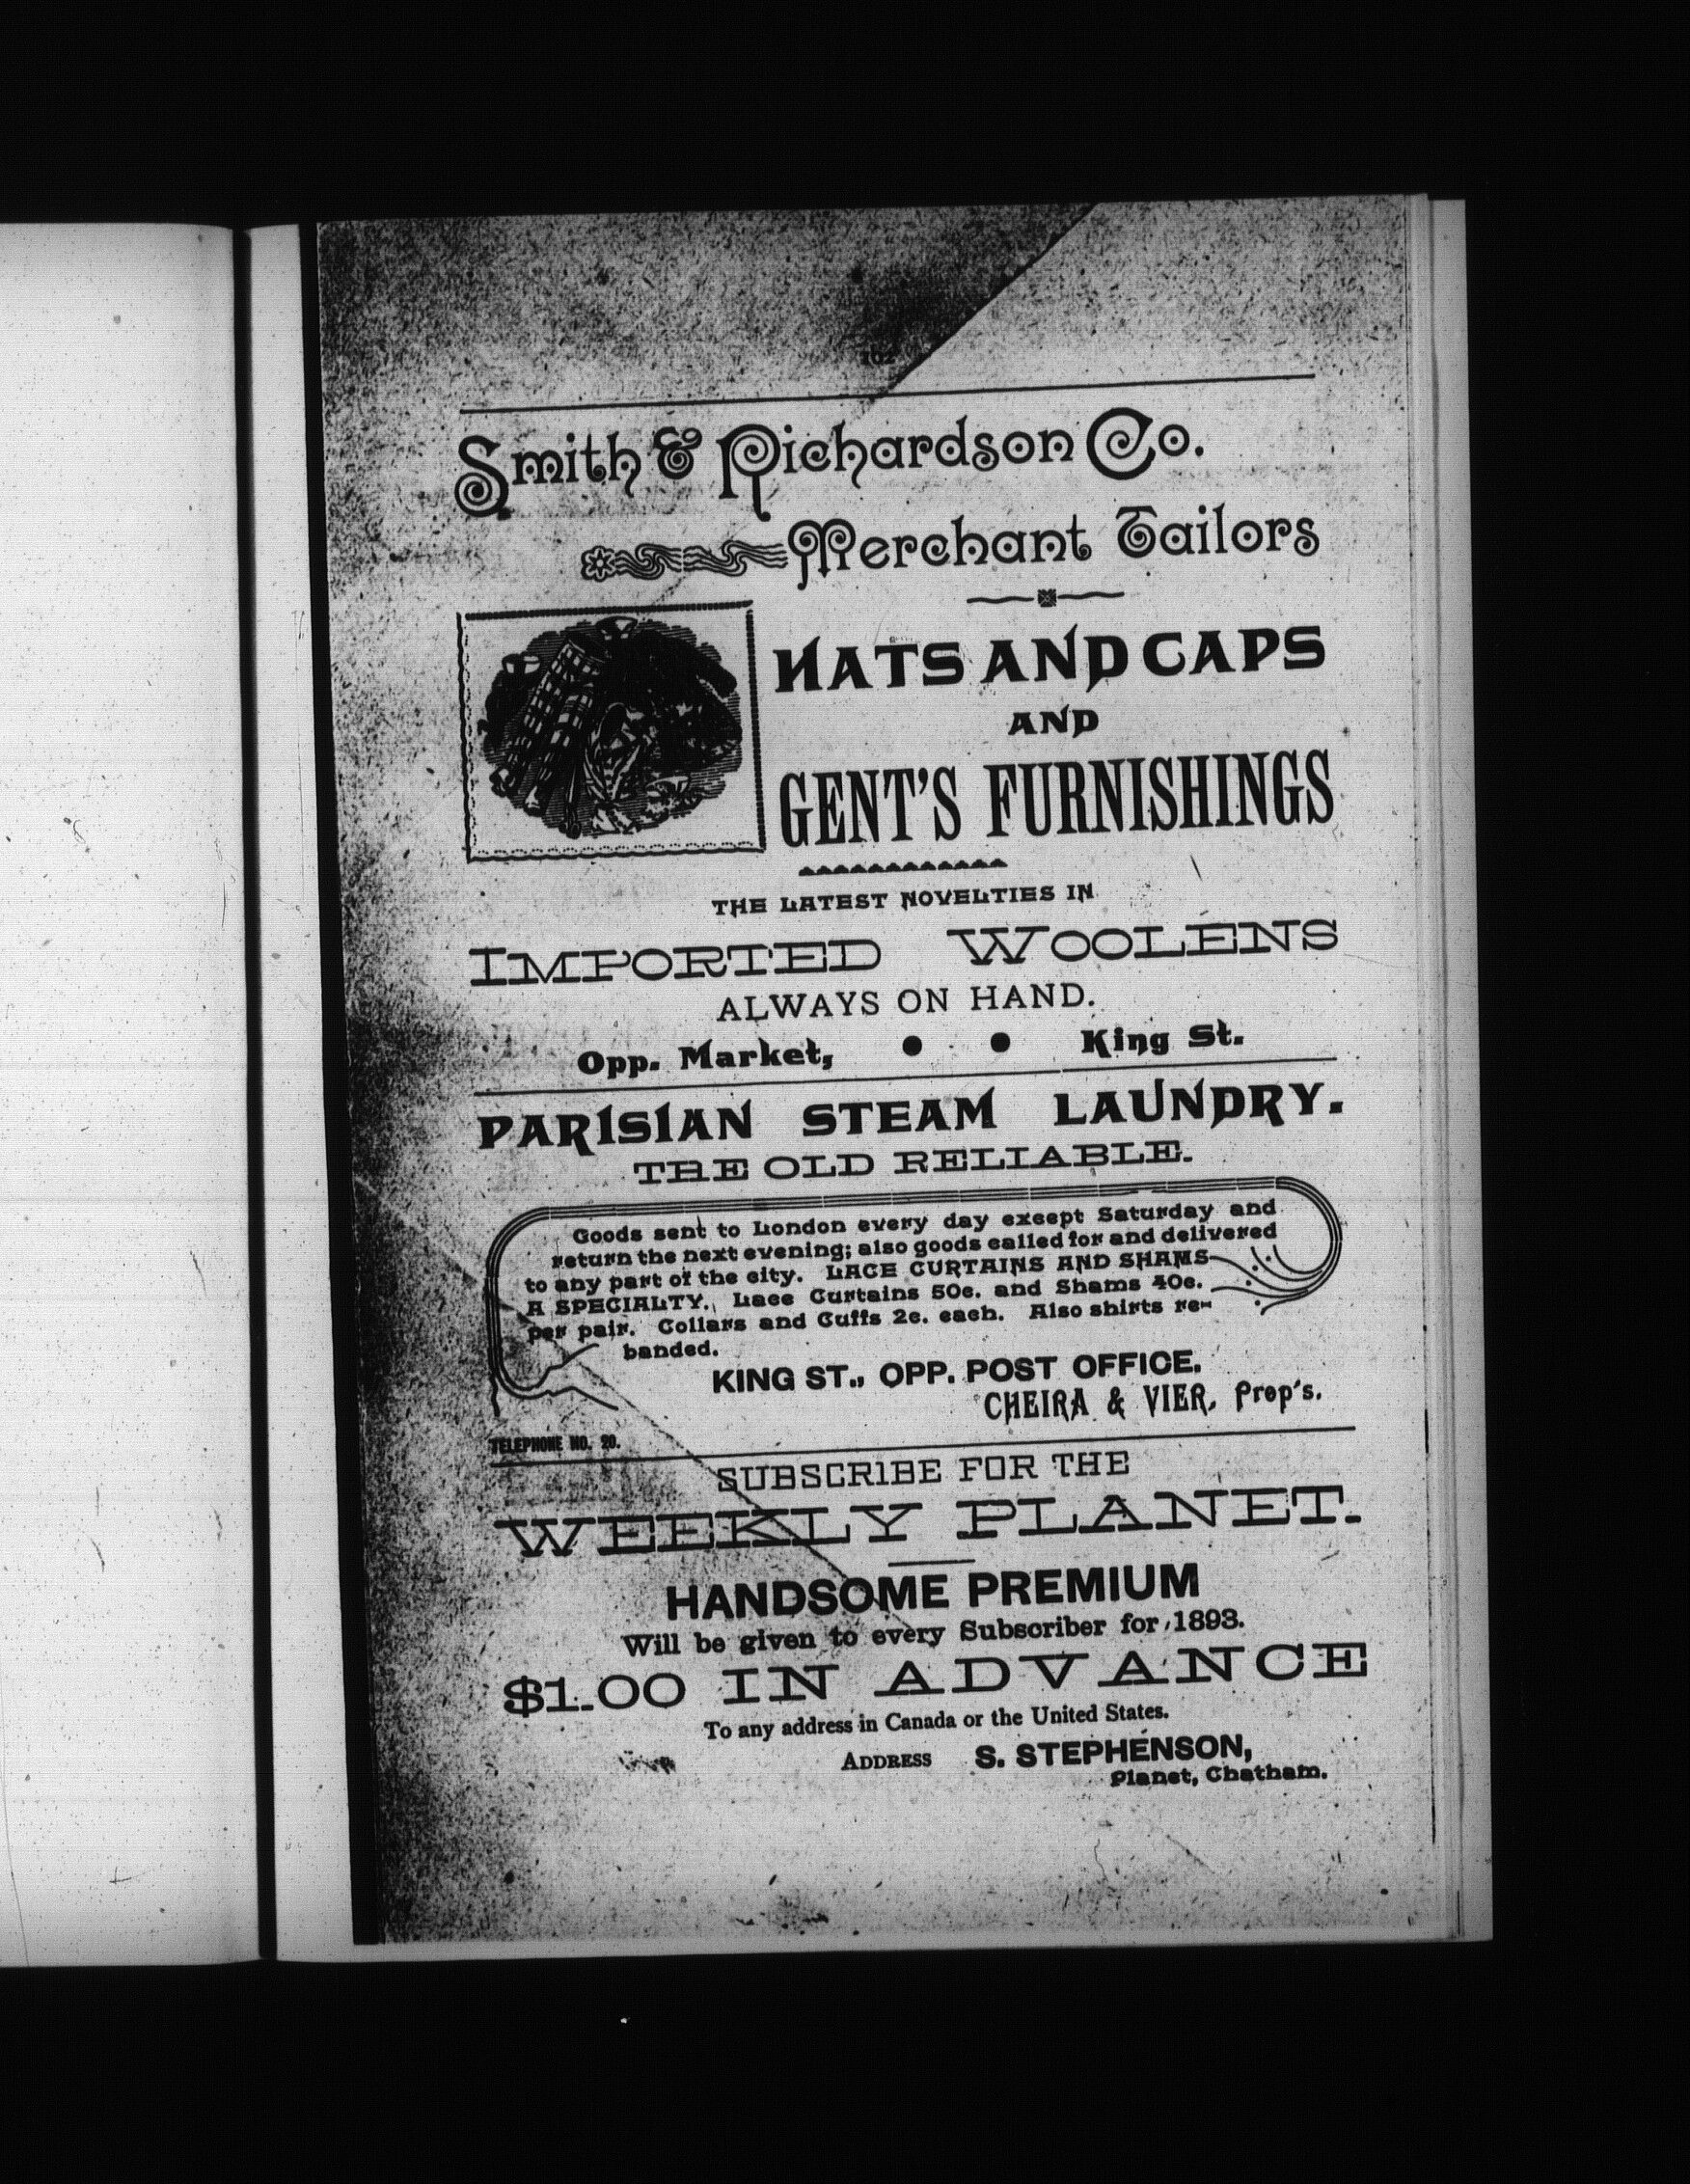 102
Smith & Richardson Co.
Merchant Tailors
HATS AND CAPS
AND
GENT'S FURNISHINGS
THE LATEST NOVELTIES IN
IMPORTED WOOLENS
ALWAYS ON HAND.
Opp. Market, • • King St.
PARISIAN STEAM LAUNDRY.
THE OLD RELIABLE.
Goods sent to London every day except Saturday and
return the next evening; also goods called for and delivered
to any part of the city. LACE CURTAINS AND SHAMS
A SPECIALTY. Lace Curtains 50c. and Shams 40c.
per pair. Collars and Cuffs 2c. each. Also shirts re-
banded.
KING ST., OPP. POST OFFICE.
CHEIRA & VIER, Prop's.
TELEPHONE NO. 20.
SUBSCRIBE FOR THE
WEEKLY PLANET.
HANDSOME PREMIUM
Will be given to every Subscriber for 1893.
$1.00 IN ADVANCE
To any address in Canada or the United States.
ADDRESS S. STEPHENSON,
Planet, Chatham.